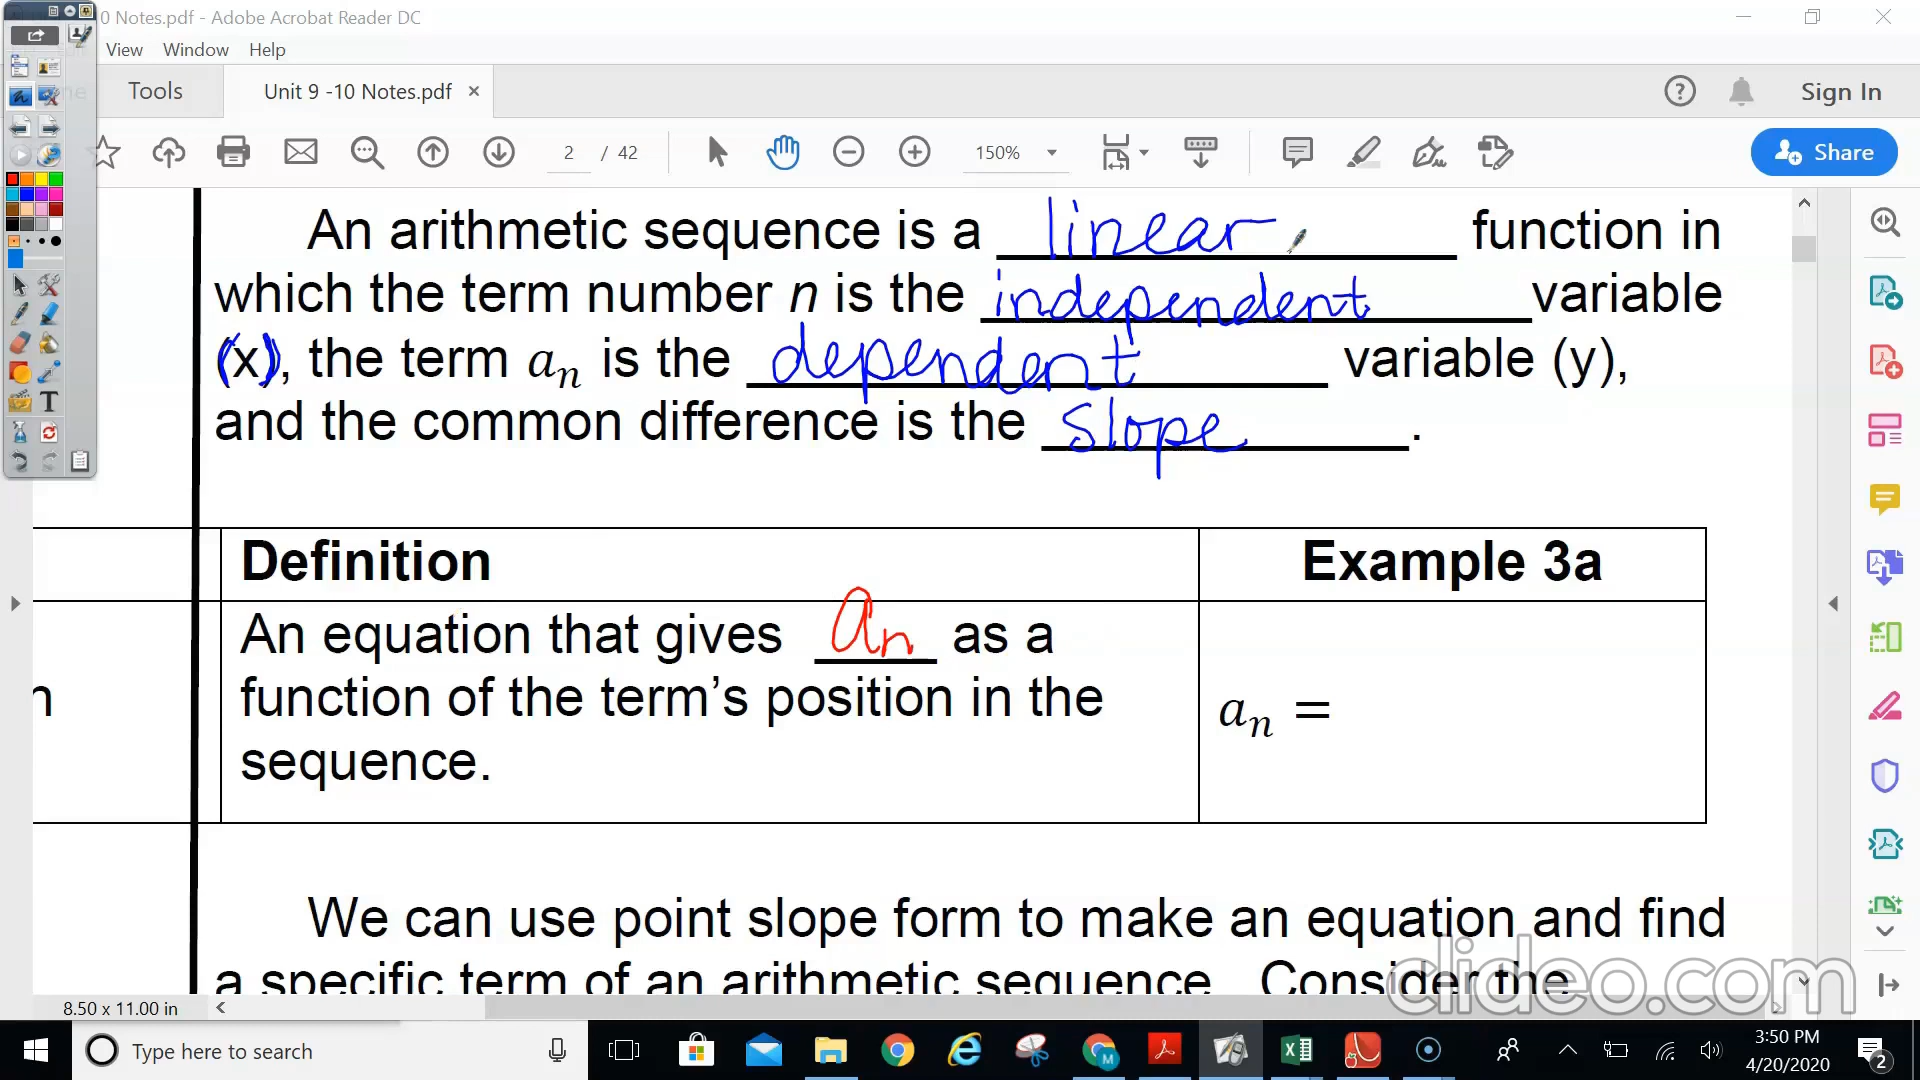 0 Notes.pdf - Adobe Acrobat Reader DC
View Window Help
Tools Unit 9 -10 Notes.pdf × Sign In
2 / 42 150% Share
An arithmetic sequence is a linear function in
which the term number n is the independent variable
(x), the term aₙ is the dependent variable (y),
and the common difference is the slope.
Definition Example 3a
An equation that gives aₙ as a
function of the term’s position in the
sequence.
n
aₙ =
We can use point slope form to make an equation and find
a specific term of an arithmetic sequence. Consider the
clideo.com
8.50 x 11.00 in
Type here to search
3:50 PM
4/20/2020
2